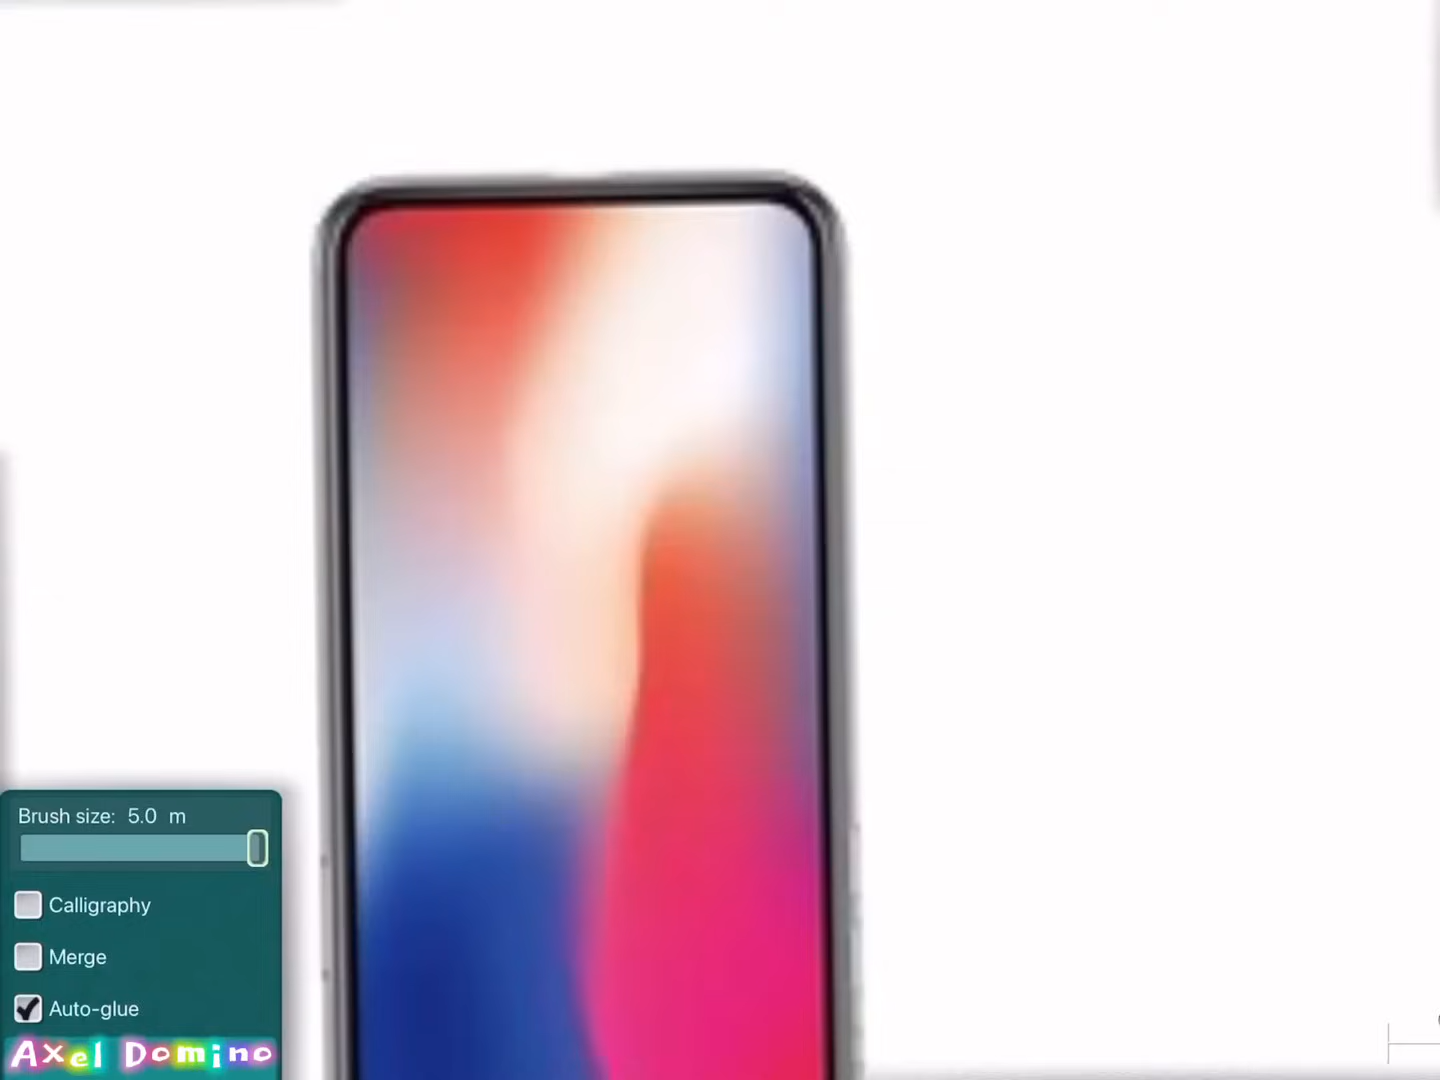 Brush size: 5.0 m
Calligraphy
Merge
Auto-glue
Axel Domino